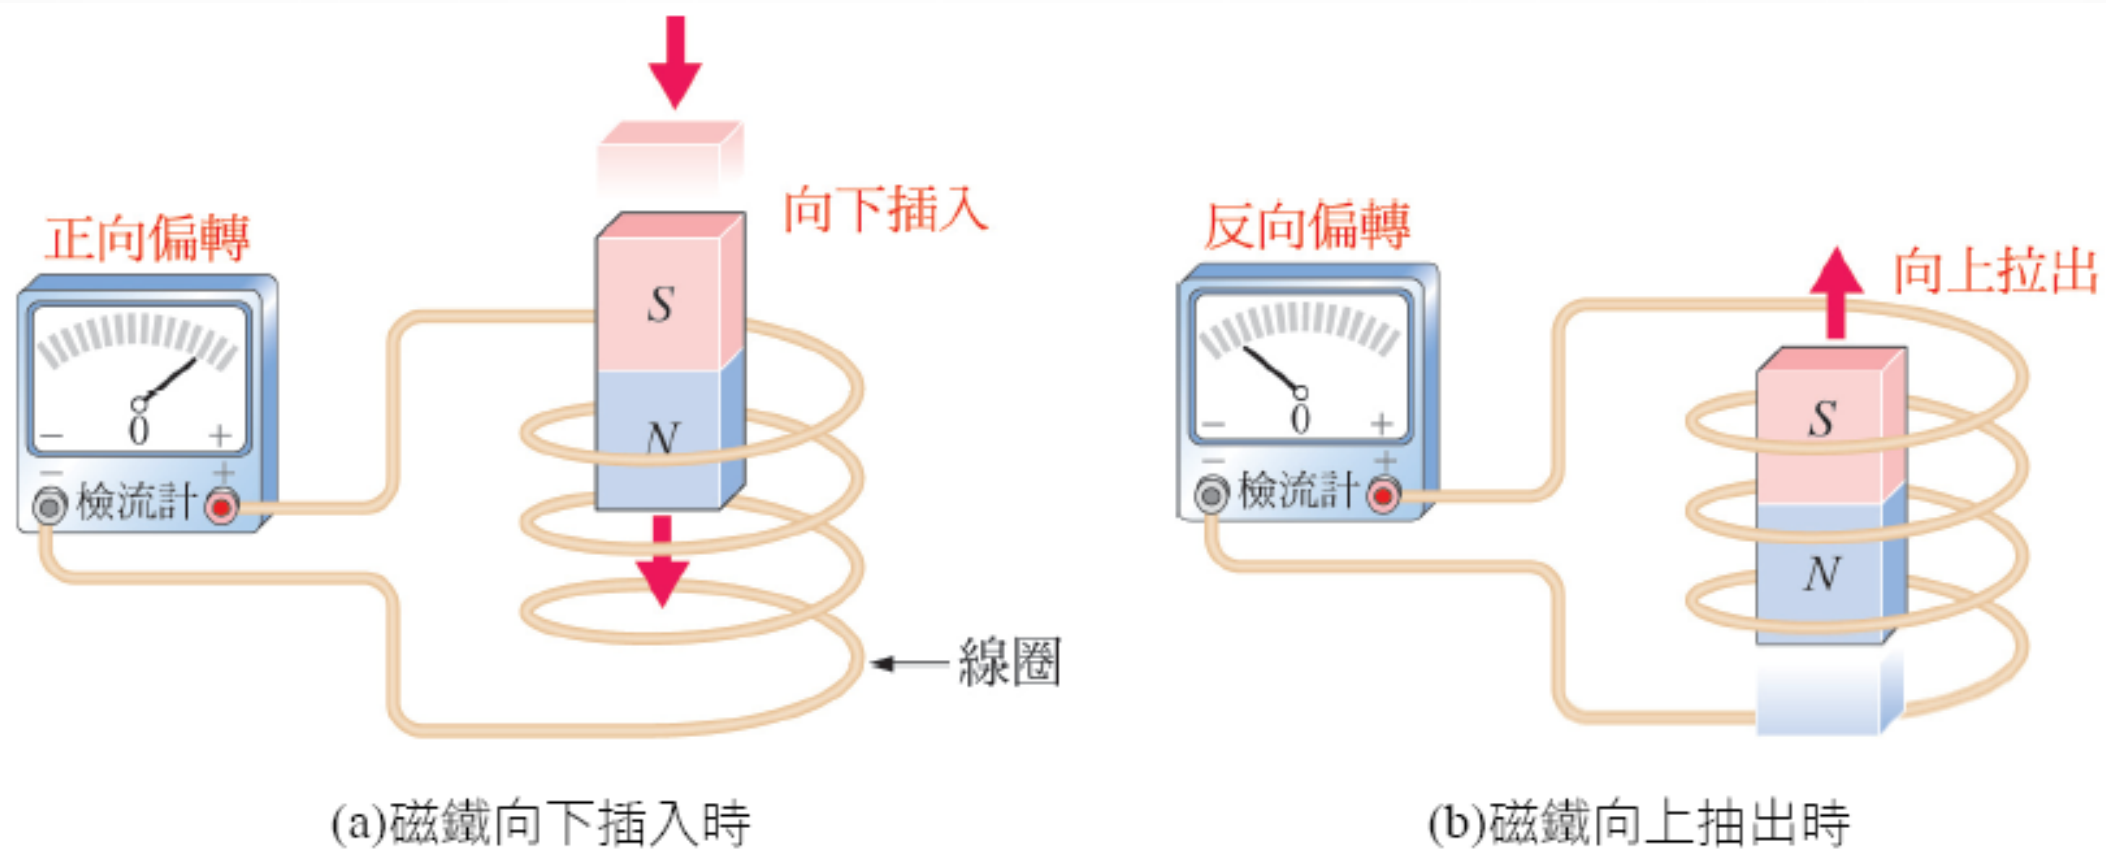 向下插入
正向偏轉
S
N
0
− +
− +
檢流計
線圈
(a)磁鐵向下插入時
反向偏轉
向上拉出
S
N
0
− +
− +
檢流計
(b)磁鐵向上抽出時